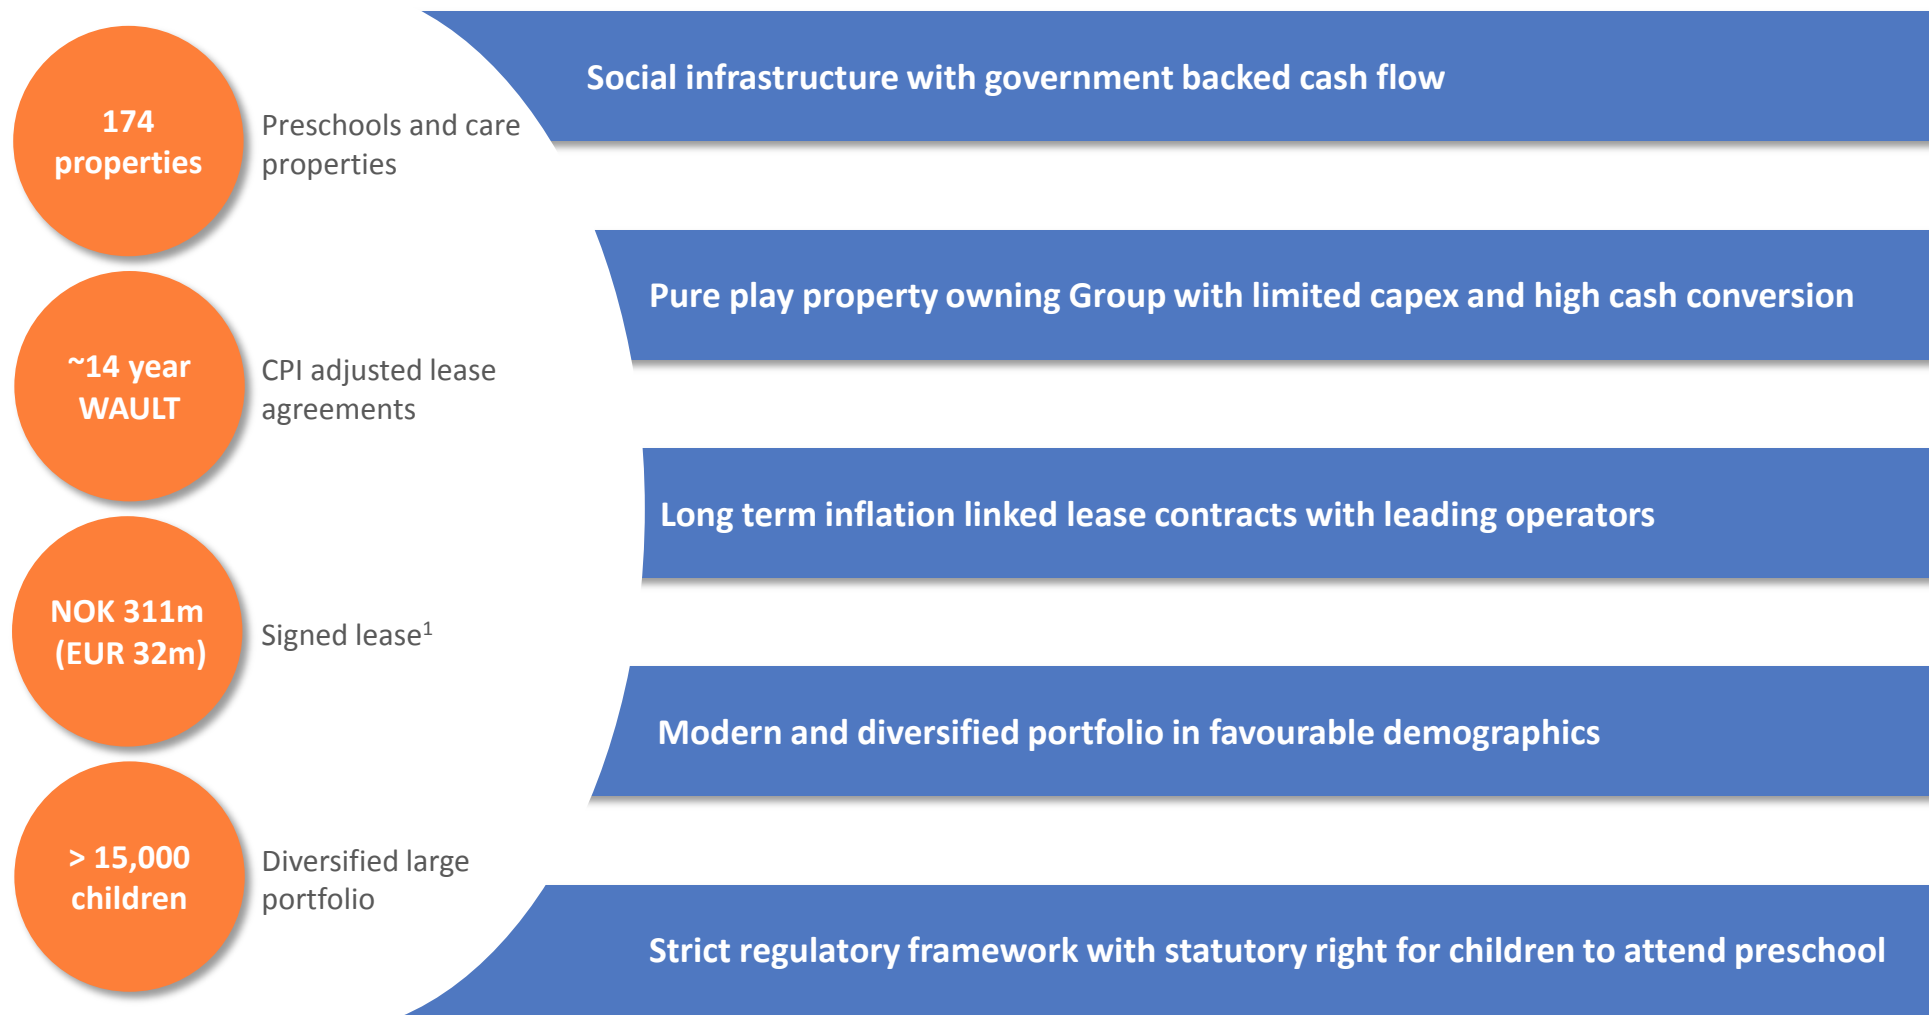 174
properties
Preschools and care
properties
~14 year
WAULT
CPI adjusted lease
agreements
NOK 311m
(EUR 32m)
Signed lease¹
> 15,000
children
Diversified large
portfolio
Social infrastructure with government backed cash flow
Pure play property owning Group with limited capex and high cash conversion
Long term inflation linked lease contracts with leading operators
Modern and diversified portfolio in favourable demographics
Strict regulatory framework with statutory right for children to attend preschool